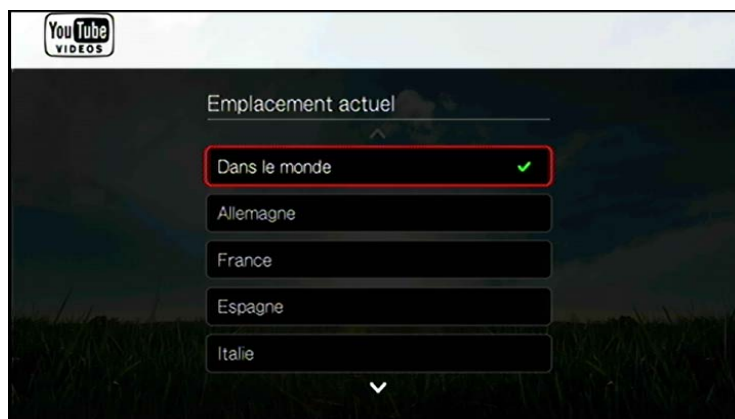 You Tube
VIDEOS
Emplacement actuel
Dans le monde
Allemagne
France
Espagne
Italie